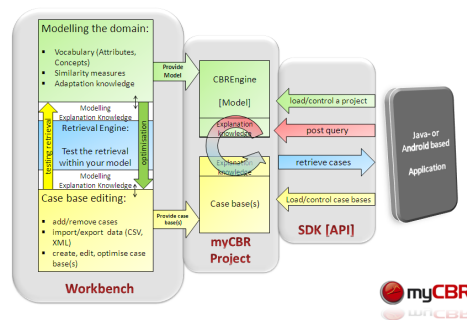 Modelling the domain:
• Vocabulary (Attributes,
Concepts)
• Similarity measures
• Adaptation knowledge
Modelling
Explanation Knowledge
Retrieval Engine:
Test the retrieval
within your model
Modelling
Explanation Knowledge
Case base editing:
• add/remove cases
• import/export data (CSV,
XML)
• create, edit, optimise case
base(s)
testing retrieval
optimisation
Workbench
Provide
Model
Provide case
base(s)
CBREngine
[Model]
Explanation
knowledge
Explanation
knowledge
Case base(s)
myCBR
Project
load/control a project
post query
retrieve cases
Load/control case bases
SDK [API]
Java- or
Android based
Application
myCBR